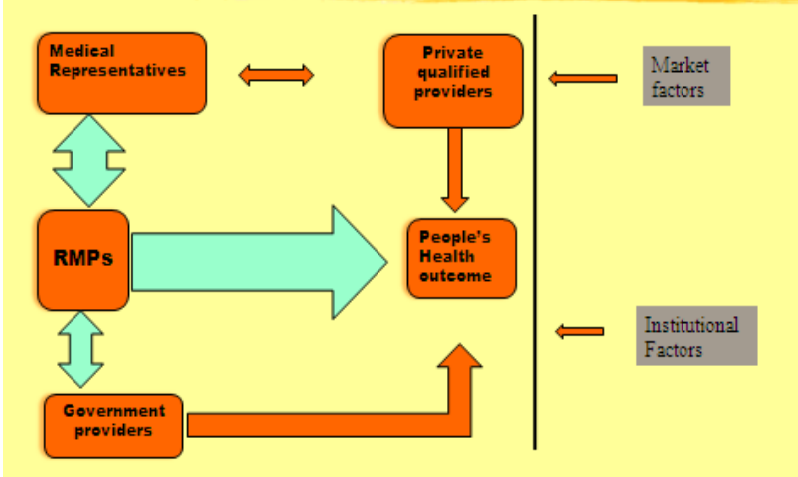 Medical
Representatives
Private
qualified
providers
Market
factors
RMPs
People's
Health
outcome
Institutional
Factors
Government
providers